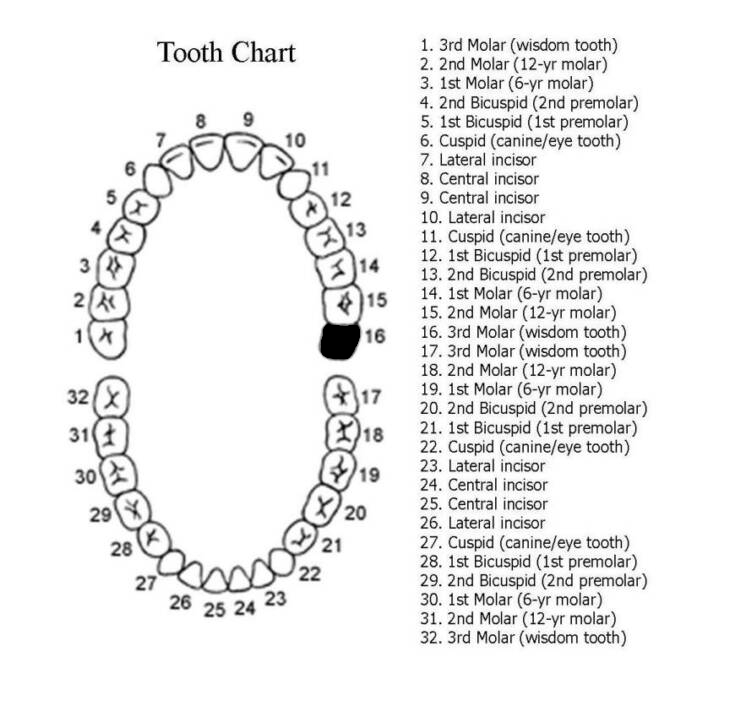 Tooth Chart
1. 3rd Molar (wisdom tooth)
2. 2nd Molar (12-yr molar)
3. 1st Molar (6-yr molar)
4. 2nd Bicuspid (2nd premolar)
5. 1st Bicuspid (1st premolar)
6. Cuspid (canine/eye tooth)
7. Lateral incisor
8. Central incisor
9. Central incisor
10. Lateral incisor
11. Cuspid (canine/eye tooth)
12. 1st Bicuspid (1st premolar)
13. 2nd Bicuspid (2nd premolar)
14. 1st Molar (6-yr molar)
15. 2nd Molar (12-yr molar)
16. 3rd Molar (wisdom tooth)
17. 3rd Molar (wisdom tooth)
18. 2nd Molar (12-yr molar)
19. 1st Molar (6-yr molar)
20. 2nd Bicuspid (2nd premolar)
21. 1st Bicuspid (1st premolar)
22. Cuspid (canine/eye tooth)
23. Lateral incisor
24. Central incisor
25. Central incisor
26. Lateral incisor
27. Cuspid (canine/eye tooth)
28. 1st Bicuspid (1st premolar)
29. 2nd Bicuspid (2nd premolar)
30. 1st Molar (6-yr molar)
31. 2nd Molar (12-yr molar)
32. 3rd Molar (wisdom tooth)
1
2
3
4
5
6
7
8
9
10
11
12
13
14
15
16
17
18
19
20
21
22
23
24
25
26
27
28
29
30
31
32